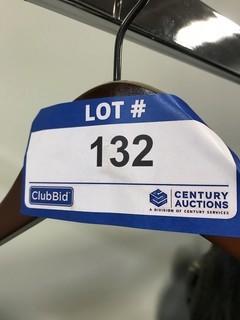 LOT #
132
ClubBid
CENTURY
AUCTIONS
A DIVISION OF CENTURY SERVICES